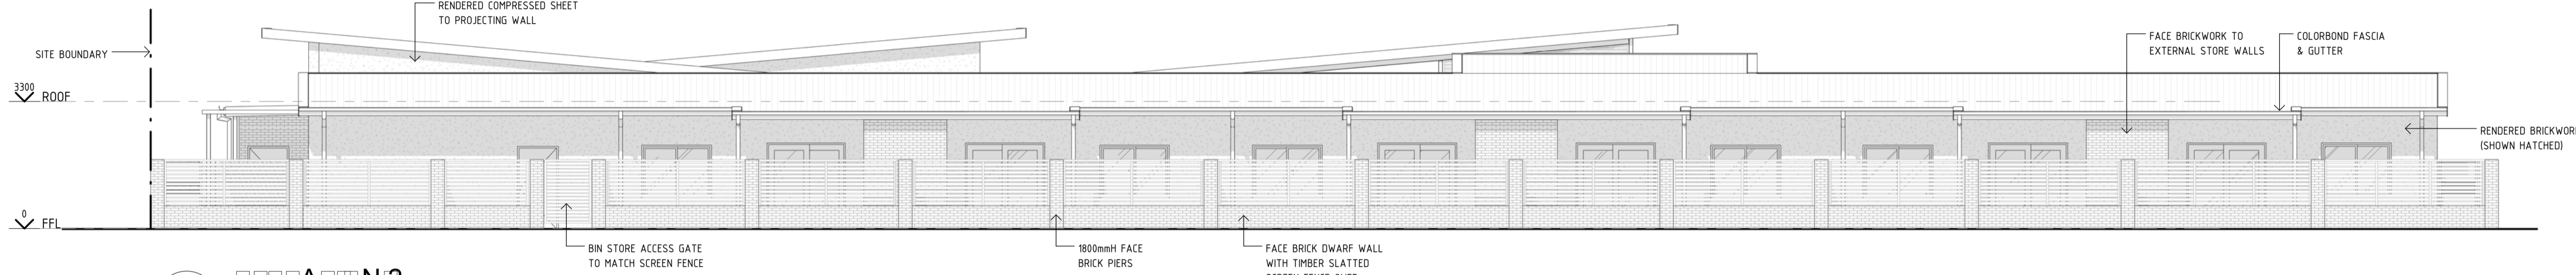 RENDERED COMPRESSED SHEET
TO PROJECTING WALL
SITE BOUNDARY
3300
ROOF
FACE BRICKWORK TO
EXTERNAL STORE WALLS
COLORBOND FASCIA
& GUTTER
RENDERED BRICKWORK
(SHOWN HATCHED)
0
FFL
BIN STORE ACCESS GATE
TO MATCH SCREEN FENCE
1800mmH FACE
BRICK PIERS
FACE BRICK DWARF WALL
WITH TIMBER SLATTED